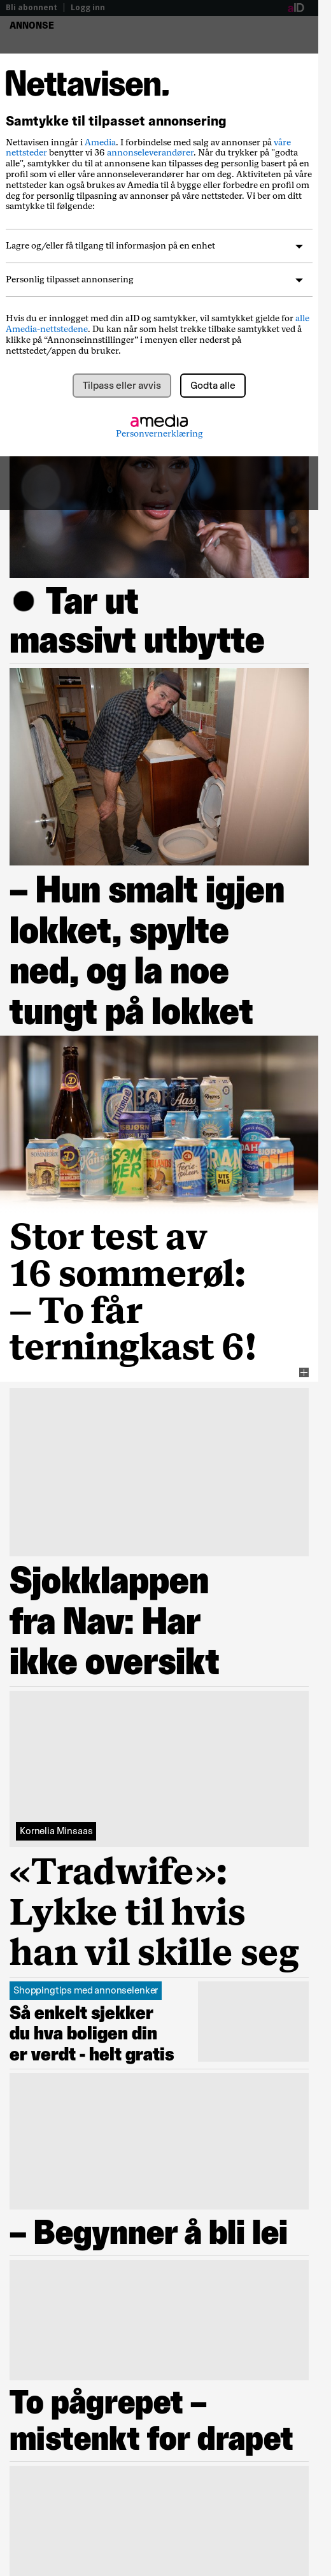 Bli abonnent | Logg inn
aID
ANNONSE
Nettavisen.
Samtykke til tilpasset annonsering
Nettavisen inngår i Amedia. I forbindelse med salg av annonser på våre
nettsteder benytter vi 36 annonseleverandører. Når du trykker på "godta
alle", samtykker du til at annonsene kan tilpasses deg personlig basert på en
profil som vi eller våre annonseleverandører har om deg. Aktiviteten på våre
nettsider kan også brukes av Amedia til å bygge eller forbedre en profil om
deg for personlig tilpasning av annonser på våre nettsteder. Vi ber om ditt
samtykke til følgende:
Lagre og/eller få tilgang til informasjon på en enhet
Personlig tilpasset annonsering
Hvis du er innlogget med din aID og samtykker, vil samtykket gjelde for alle
Amedia-nettstedene. Du kan når som helst trekke tilbake samtykket ved å
klikke på “Annonseinnstillinger” i menyen eller nederst på
nettstedet/appen du bruker.
Tilpass eller avvis
Godta alle
amedia
Personvernerklæring
Tar ut
massivt utbytte
– Hun smalt igjen
lokket, spylte
ned, og la noe
tungt på lokket
Stor test av
16 sommerøl:
– To får
terningkast 6!
Sjokklappen
fra Nav: Har
ikke oversikt
Kornelia Minsaas
«Tradwife»:
Lykke til hvis
han vil skille seg
Shoppingtips med annonselenker
Så enkelt sjekker
du hva boligen din
er verdt - helt gratis
– Begynner å bli lei
To pågrepet –
mistenkt for drapet